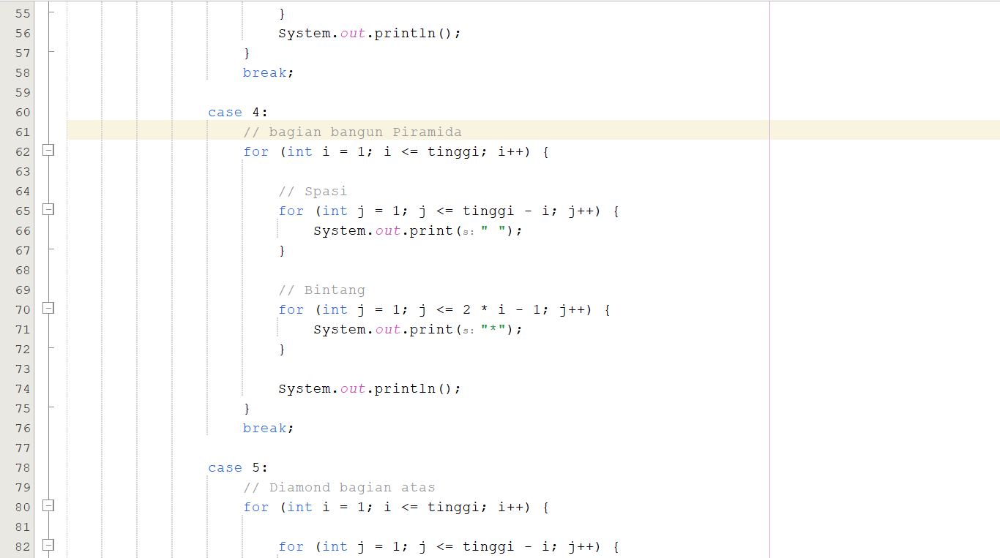 55 }
56 System.out.println();
57 }
58 break;
59
60 case 4:
61 // bagian bangun Piramida
62 for (int i = 1; i <= tinggi; i++) {
63
64 // Spasi
65 for (int j = 1; j <= tinggi - i; j++) {
66 System.out.print(s: " ");
67 }
68
69 // Bintang
70 for (int j = 1; j <= 2 * i - 1; j++) {
71 System.out.print(s: "*");
72 }
73
74 System.out.println();
75 }
76 break;
77
78 case 5:
79 // Diamond bagian atas
80 for (int i = 1; i <= tinggi; i++) {
81
82 for (int j = 1; j <= tinggi - i; j++) {